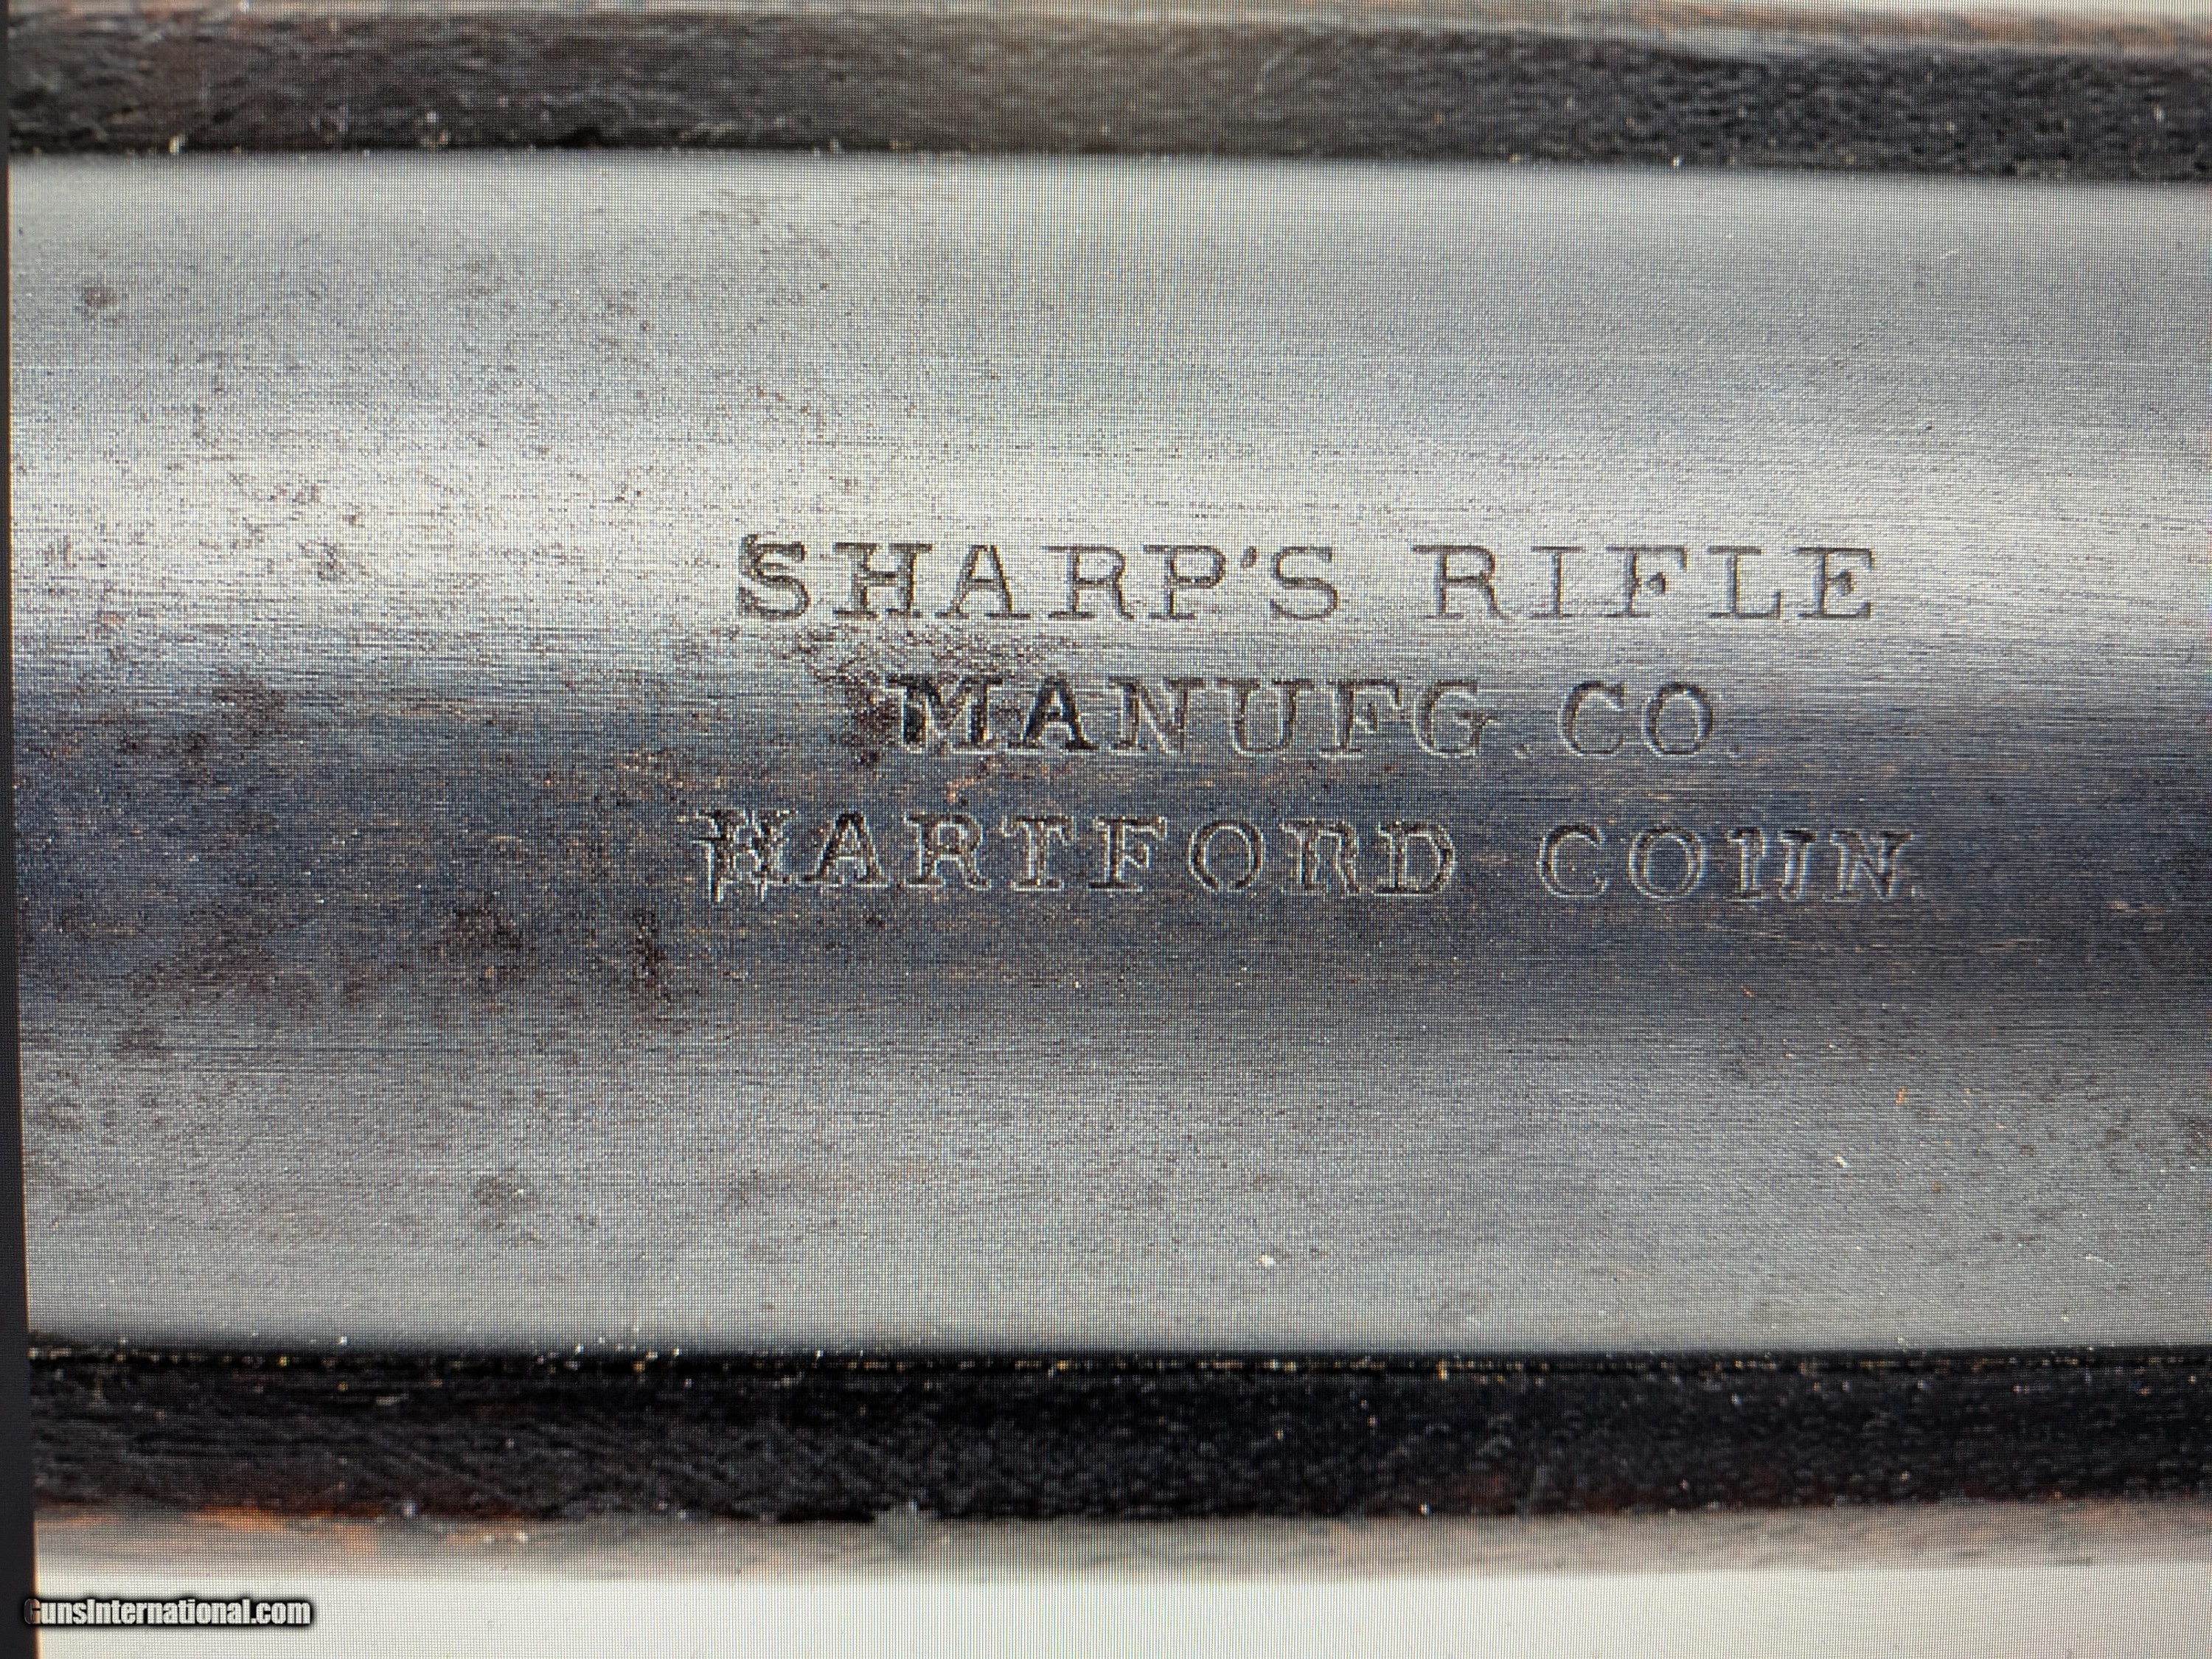 SHARP'S RIFLE
MANUFG. CO.
HARTFORD CONN.
GunsInternational.com